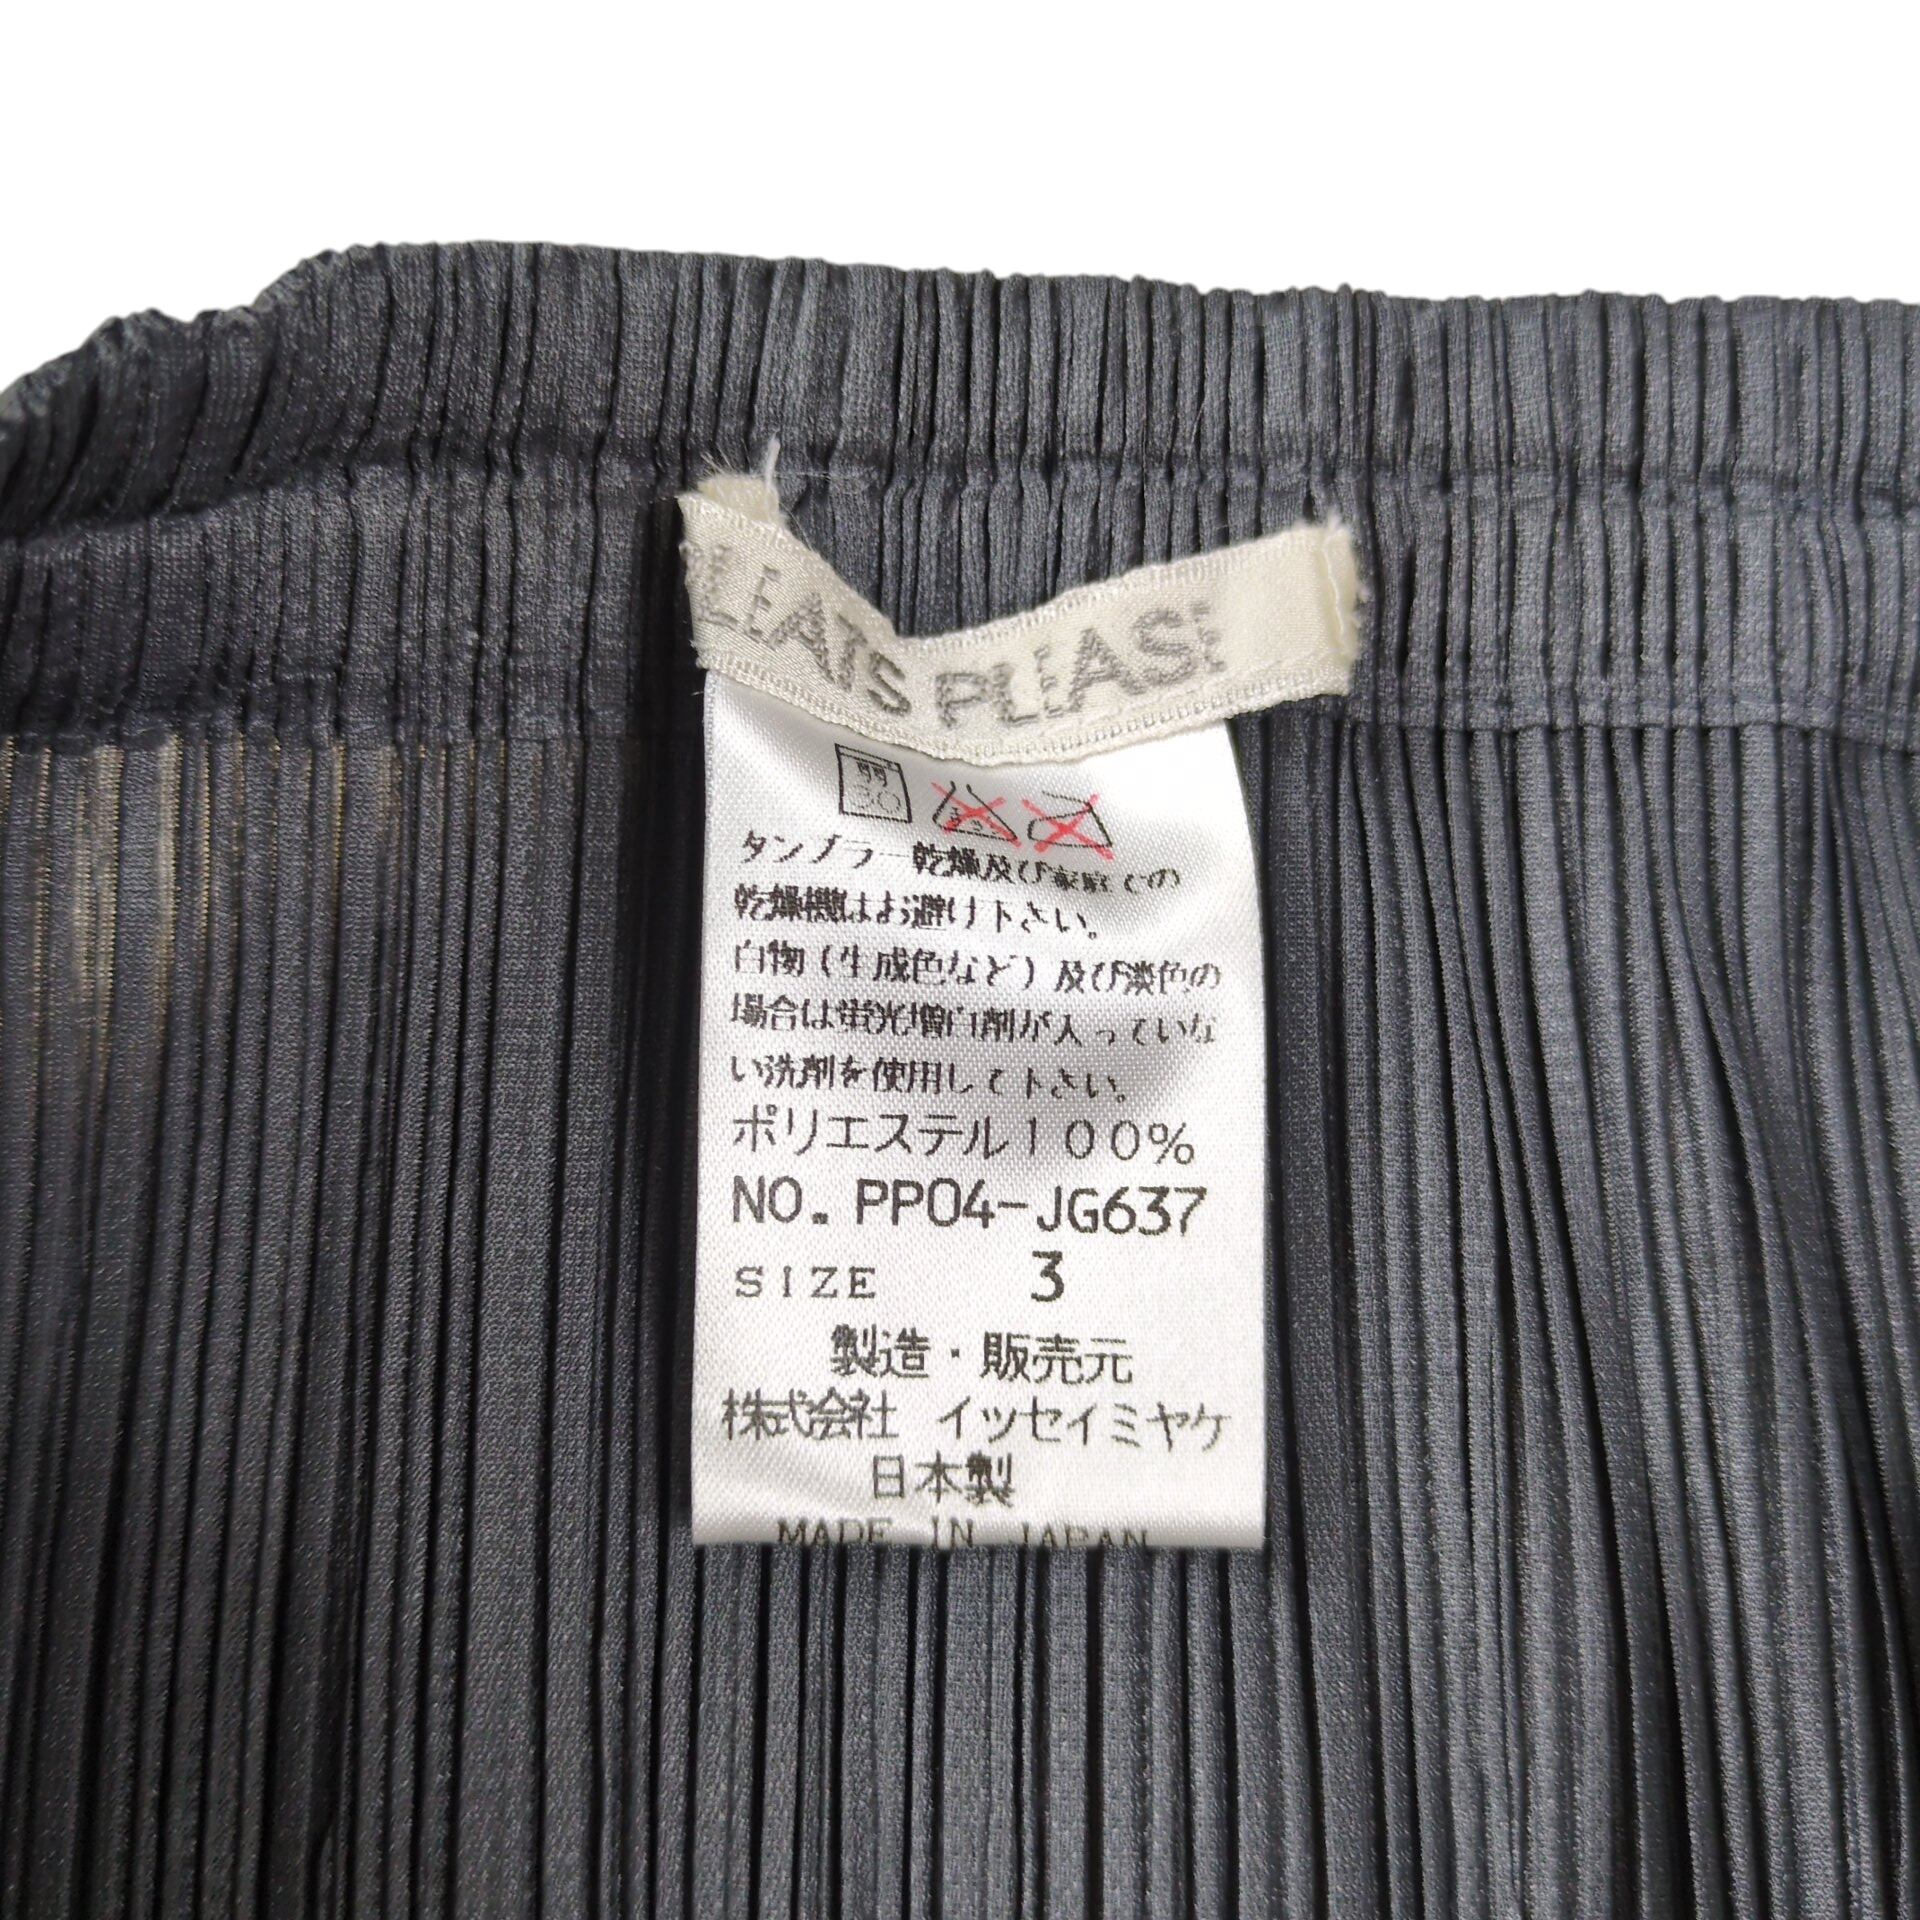 PLEATS PLEASE
弱
30
タンブラー乾燥及び家庭での
乾燥機はお避け下さい。
白物(生成色など)及び淡色の
場合は蛍光増白剤が入っていな
い洗剤を使用して下さい。
ポリエステル100%
NO. PP04-JG637
SIZE 3
製造・販売元
株式会社 イッセイミヤケ
日本製
MADE IN JAPAN